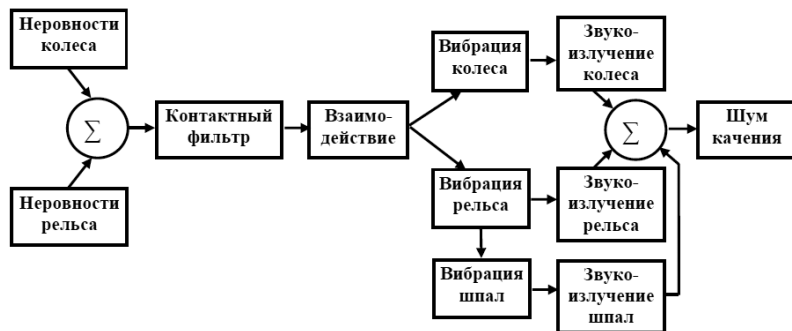 Неровности
колеса
∑
Неровности
рельса
Контактный
фильтр
Взаимо-
действие
Вибрация
колеса
Звуко-
излучение
колеса
Вибрация
рельса
Звуко-
излучение
рельса
Вибрация
шпал
Звуко-
излучение
шпал
∑
Шум
качения